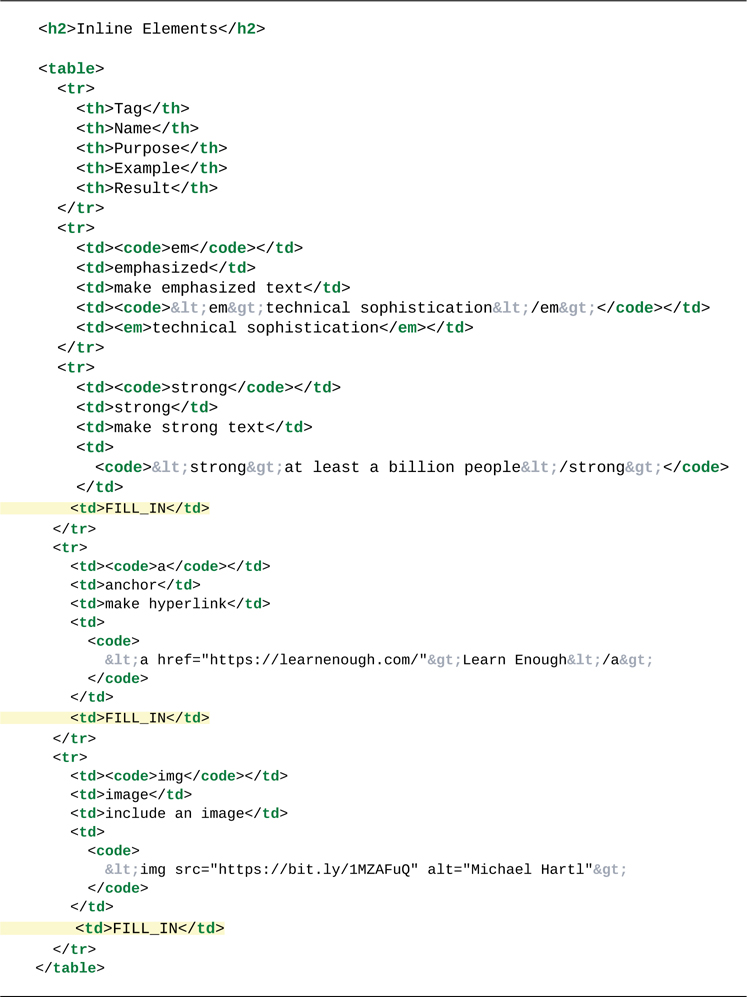 <h2>Inline Elements</h2>
<table>
<tr>
<th>Tag</th>
<th>Name</th>
<th>Purpose</th>
<th>Example</th>
<th>Result</th>
</tr>
<tr>
<td><code>em</code></td>
<td>emphasized</td>
<td>make emphasized text</td>
<td><code>&lt;em&gt;technical sophistication&lt;/em&gt;</code></td>
<td><em>technical sophistication</em></td>
</tr>
<tr>
<td><code>strong</code></td>
<td>strong</td>
<td>make strong text</td>
<td>
<code>&lt;strong&gt;at least a billion people&lt;/strong&gt;</code>
</td>
<td>FILL_IN</td>
</tr>
<tr>
<td><code>a</code></td>
<td>anchor</td>
<td>make hyperlink</td>
<td>
<code>
&lt;a href="https://learnenough.com/"&gt;Learn Enough&lt;/a&gt;
</code>
</td>
<td>FILL_IN</td>
</tr>
<tr>
<td><code>img</code></td>
<td>image</td>
<td>include an image</td>
<td>
<code>
&lt;img src="https://bit.ly/1MZAFuQ" alt="Michael Hartl"&gt;
</code>
</td>
<td>FILL_IN</td>
</tr>
</table>